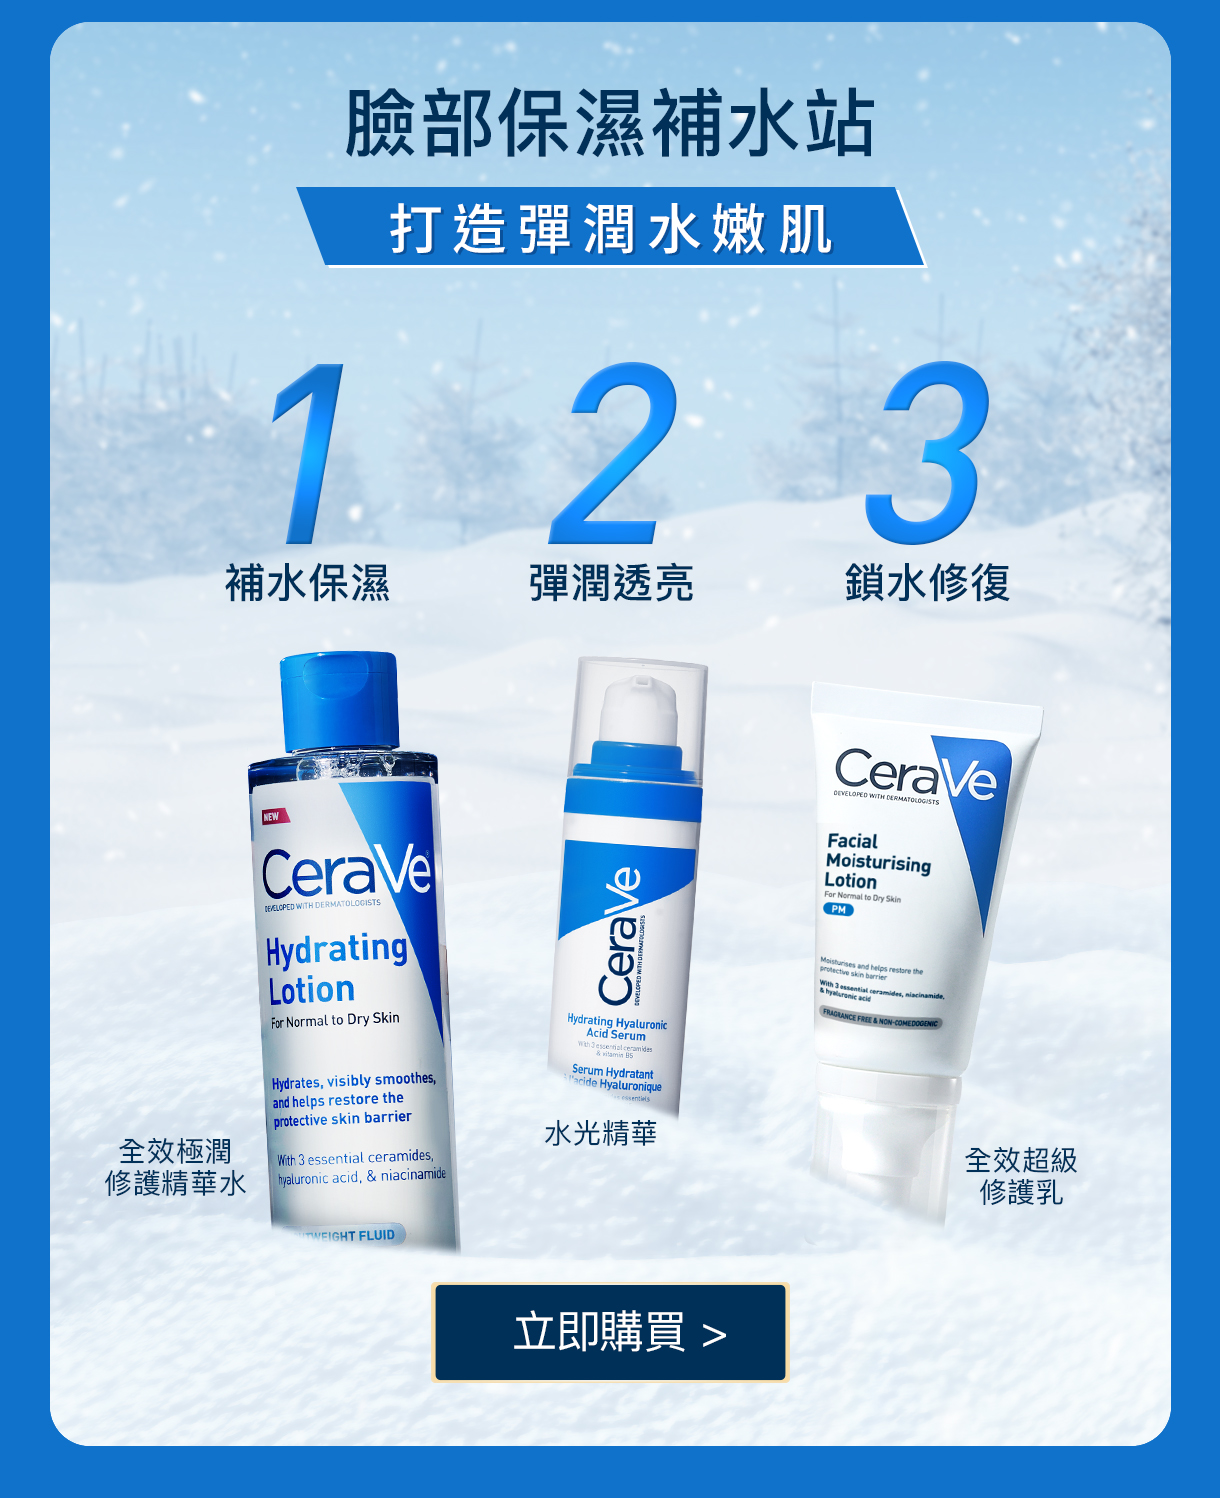 臉部保濕補水站
打造彈潤水嫩肌
1
2
3
補水保濕
彈潤透亮
鎖水修復
NEW
CeraVe
DEVELOPED WITH DERMATOLOGISTS
Hydrating
Lotion
For Normal to Dry Skin
Hydrates, visibly smoothes,
and helps restore the
protective skin barrier
With 3 essential ceramides,
hyaluronic acid, & niacinamide
FLUID
全效極潤
修護精華水
CeraVe
DEVELOPED WITH DERMATOLOGISTS
Hydrating Hyaluronic
Acid Serum
With 3 essential ceramides
& vitamin B5
Serum Hydratant
Hyaluronique
水光精華
CeraVe
DEVELOPED WITH DERMATOLOGISTS
Facial
Moisturising
Lotion
For Normal to Dry Skin
PM
Moisturises and helps restore the
protective skin barrier
With 3 essential ceramides, niacinamide,
& hyaluronic acid
FRAGRANCE FREE & NON-COMEDOGENIC
全效超級
修護乳
立即購買 >